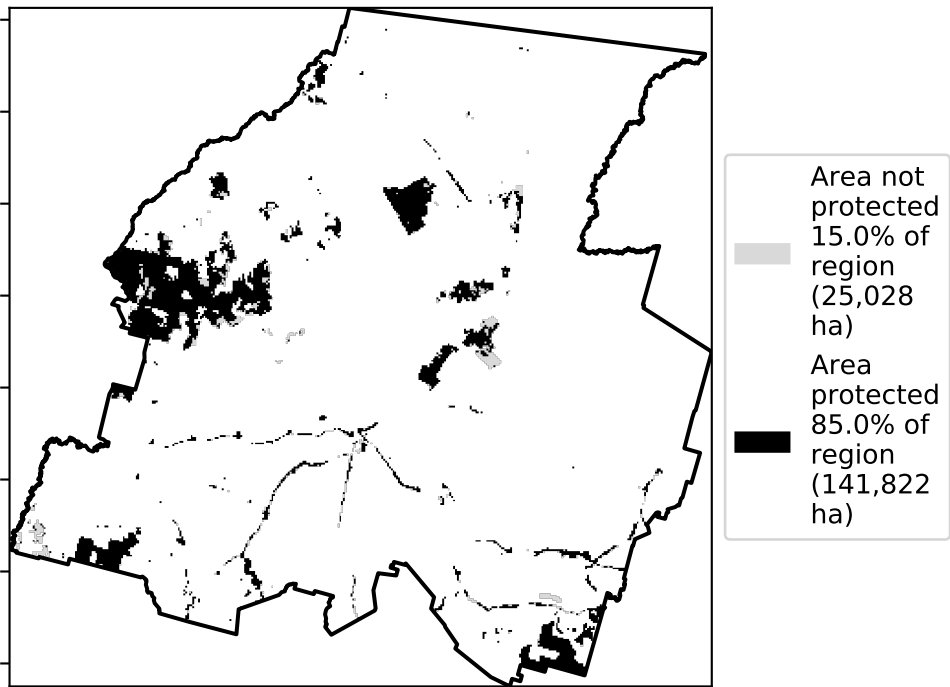 Area not
protected
15.0% of
region
(25,028
ha)
Area
protected
85.0% of
region
(141,822
ha)